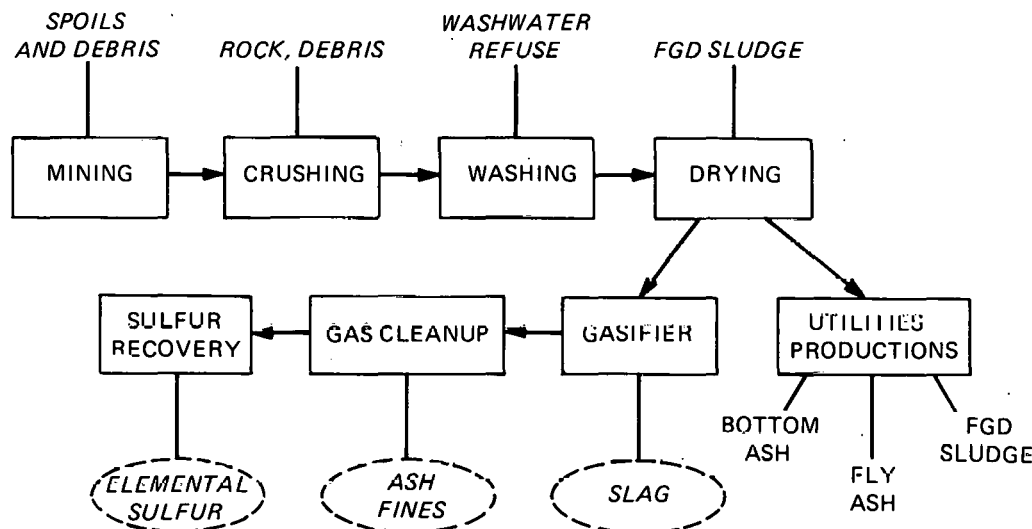 SPOILS
AND DEBRIS
ROCK, DEBRIS
WASHWATER
REFUSE
FGD SLUDGE
MINING
CRUSHING
WASHING
DRYING
SULFUR
RECOVERY
GAS CLEANUP
GASIFIER
UTILITIES
PRODUCTIONS
BOTTOM
ASH
FLY
ASH
FGD
SLUDGE
ELEMENTAL
SULFUR
ASH
FINES
SLAG